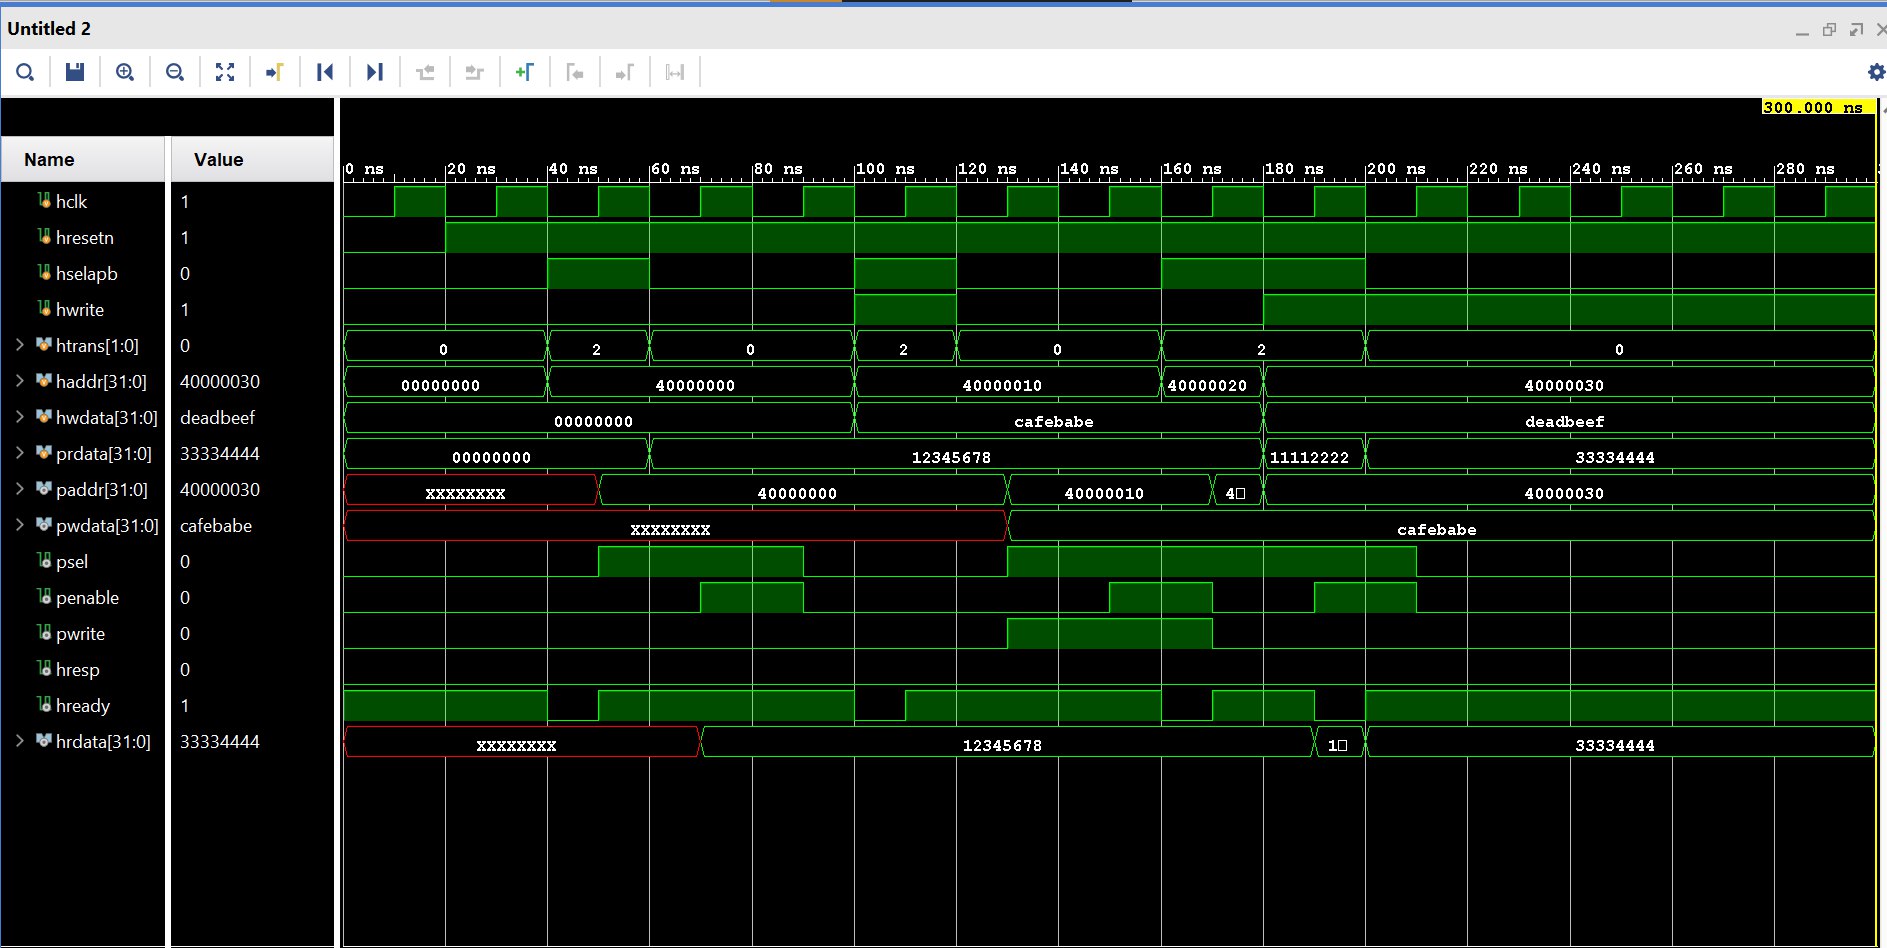 Untitled 2
300.000 ns
Name Value
0 ns 20 ns 40 ns 60 ns 80 ns 100 ns 120 ns 140 ns 160 ns 180 ns 200 ns 220 ns 240 ns 260 ns 280 ns
hclk 1
hresetn 1
hselapb 0
hwrite 1
htrans[1:0] 0 0 2 0 2 0 2 0
haddr[31:0] 40000030 00000000 40000000 40000010 40000020 40000030
hwdata[31:0] deadbeef 00000000 cafebabe deadbeef
prdata[31:0] 33334444 00000000 12345678 11112222 33334444
paddr[31:0] 40000030 XXXXXXXX 40000000 40000010 4 40000030
pwdata[31:0] cafebabe XXXXXXXX cafebabe
psel 0
penable 0
pwrite 0
hresp 0
hready 1
hrdata[31:0] 33334444 XXXXXXXX 12345678 1 33334444